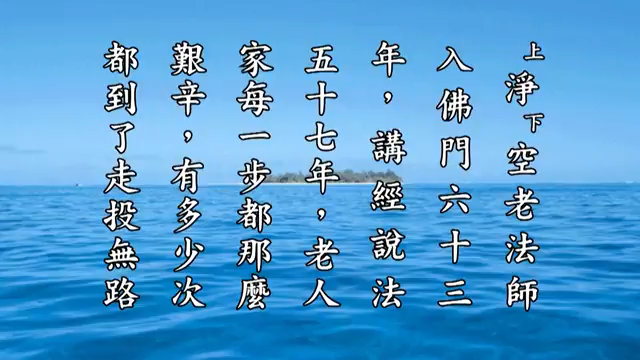 上淨下空老法師
入佛門六十三
年，講經說法
五十七年，老人
家每一步都那麼
艱辛，有多少次
都到了走投無路